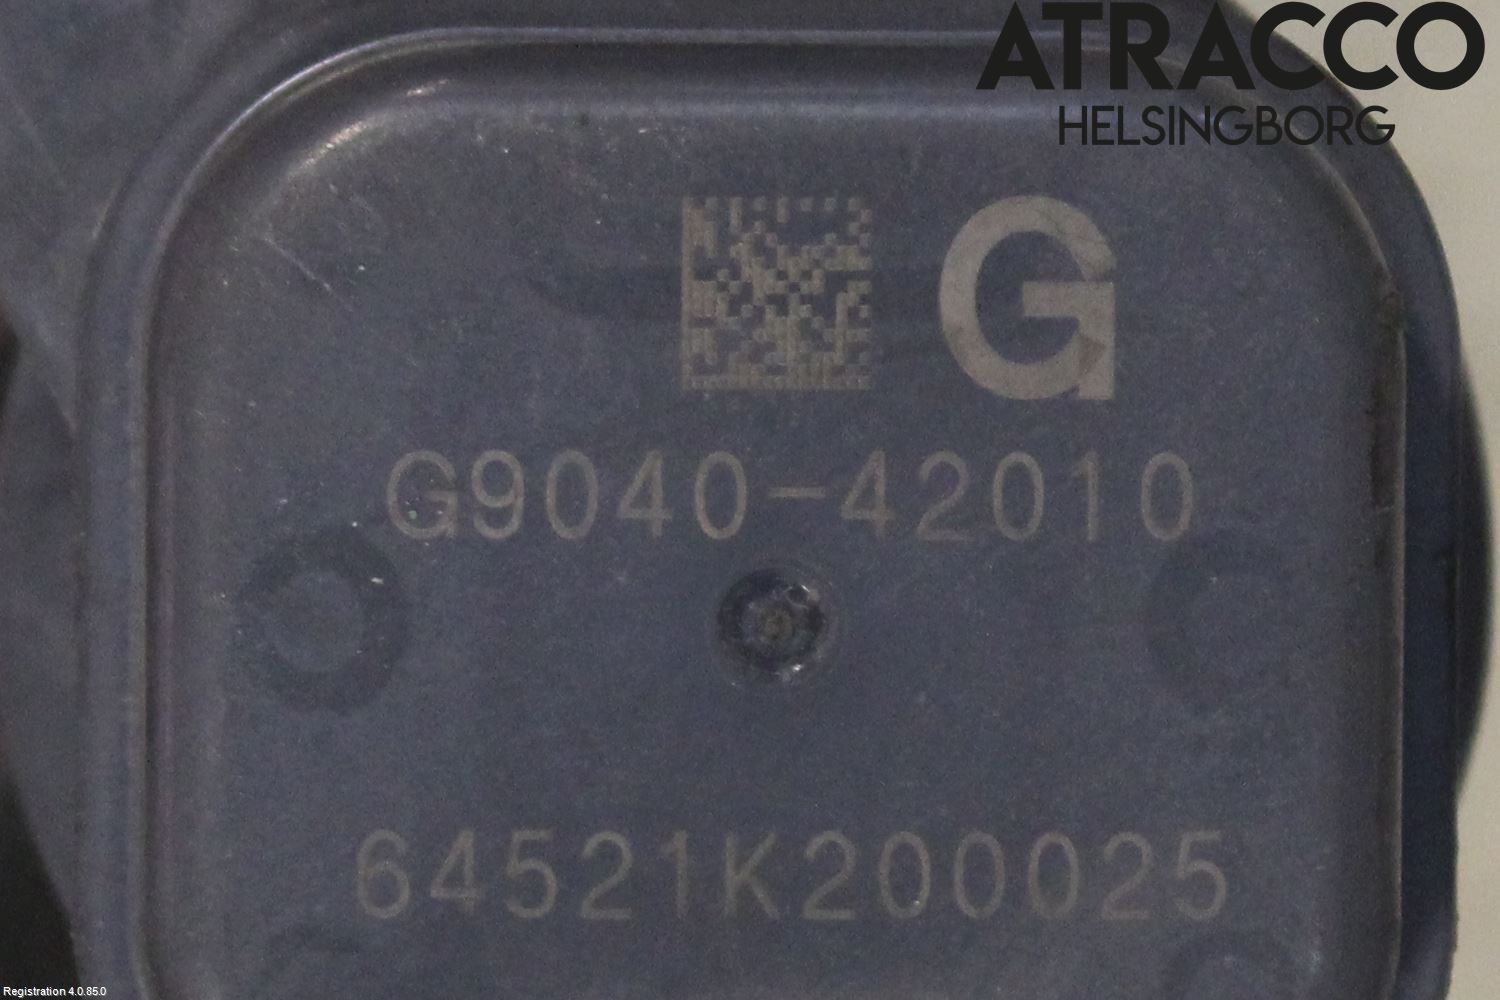 ATRACCO
HELSINGBORG
G
G9040-42010
64521K200025
Registration 4.0.85.0